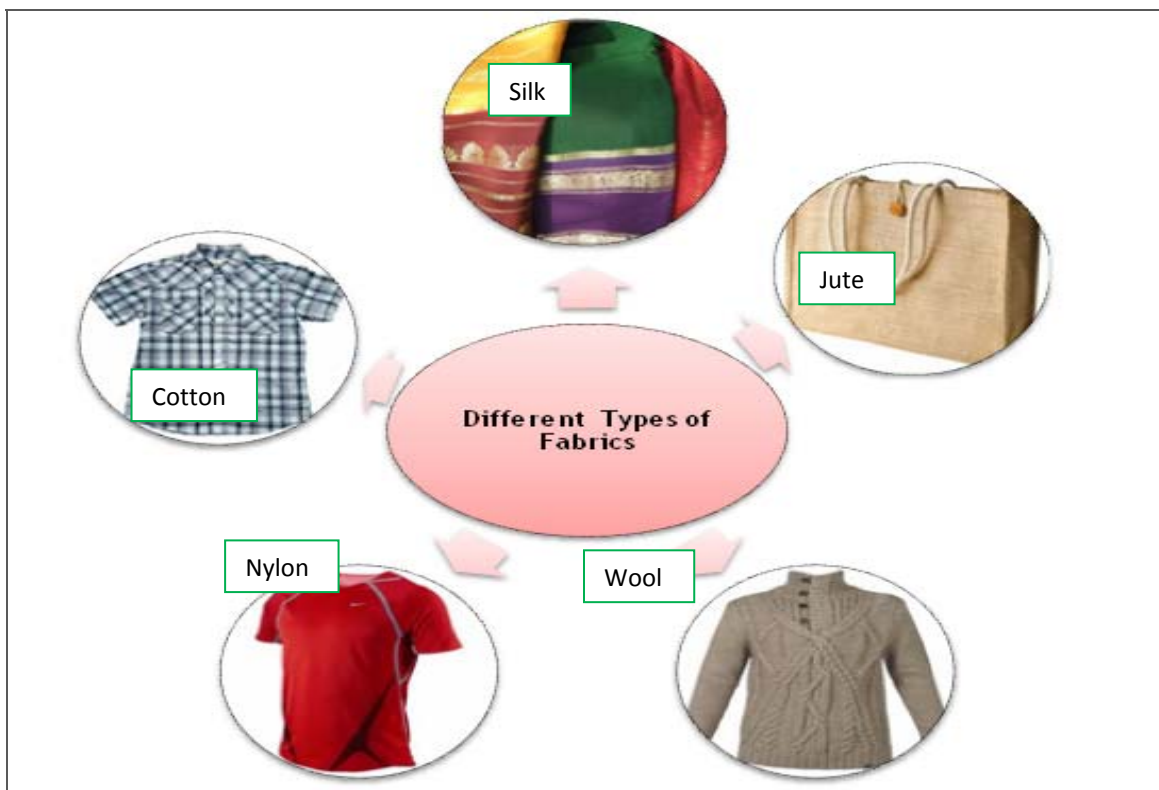 Silk
Jute
Cotton
Different Types of
Fabrics
Nylon
Wool